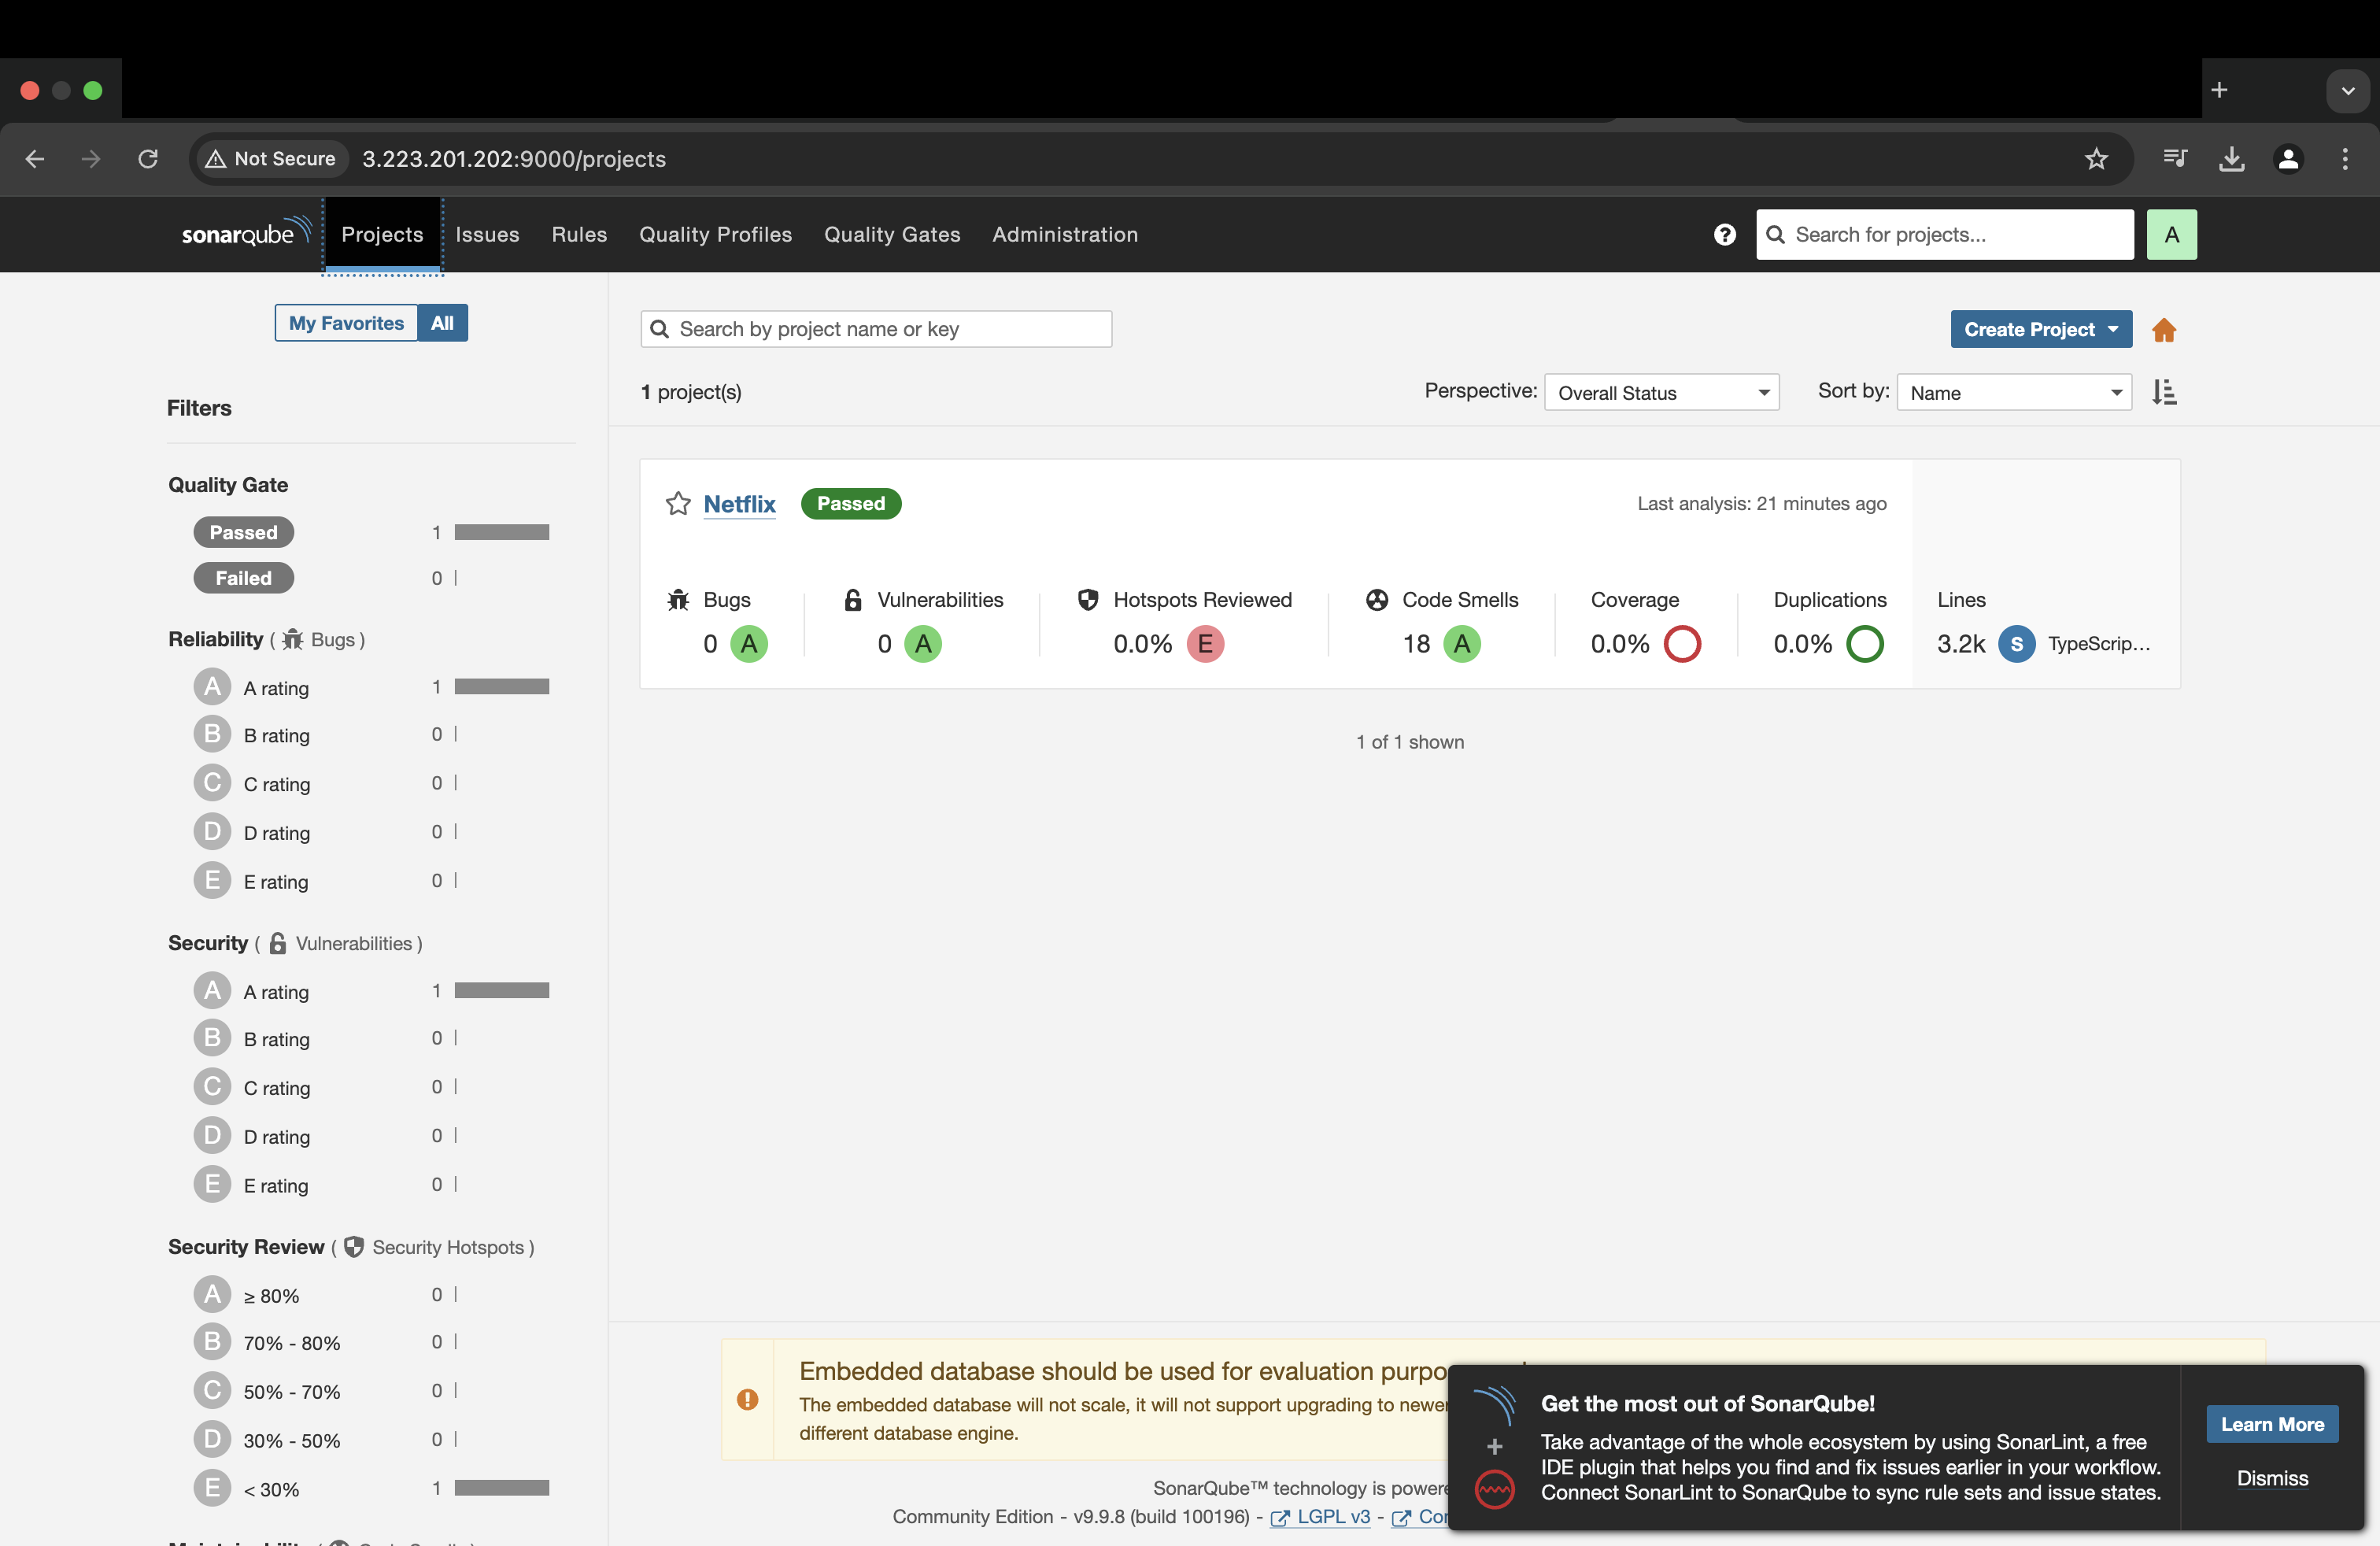 Not Secure 3.223.201.202:9000/projects
sonarqube Projects Issues Rules Quality Profiles Quality Gates Administration ? Search for projects... A
My Favorites All
Search by project name or key
Create Project
1 project(s)
Perspective: Overall Status
Sort by: Name
Filters
Quality Gate
Passed 1
Failed 0
Reliability ( Bugs )
A A rating 1
B B rating 0
C C rating 0
D D rating 0
E E rating 0
Security ( Vulnerabilities )
A A rating 1
B B rating 0
C C rating 0
D D rating 0
E E rating 0
Security Review ( Security Hotspots )
A ≥ 80% 0
B 70% - 80% 0
C 50% - 70% 0
D 30% - 50% 0
E < 30% 1
Netflix Passed Last analysis: 21 minutes ago
Bugs Vulnerabilities Hotspots Reviewed Code Smells Coverage Duplications Lines
0 A 0 A 0.0% E 18 A 0.0% 0.0% 3.2k S TypeScrip...
1 of 1 shown
Embedded database should be used for evaluation
The embedded database will not scale, it will not support upgrading to
different database engine.
SonarQube™ technology is
Community Edition - v9.9.8 (build 100196) - LGPL v3 -
Get the most out of SonarQube!
Take advantage of the whole ecosystem by using SonarLint, a free
IDE plugin that helps you find and fix issues earlier in your workflow.
Connect SonarLint to SonarQube to sync rule sets and issue states.
Learn More
Dismiss